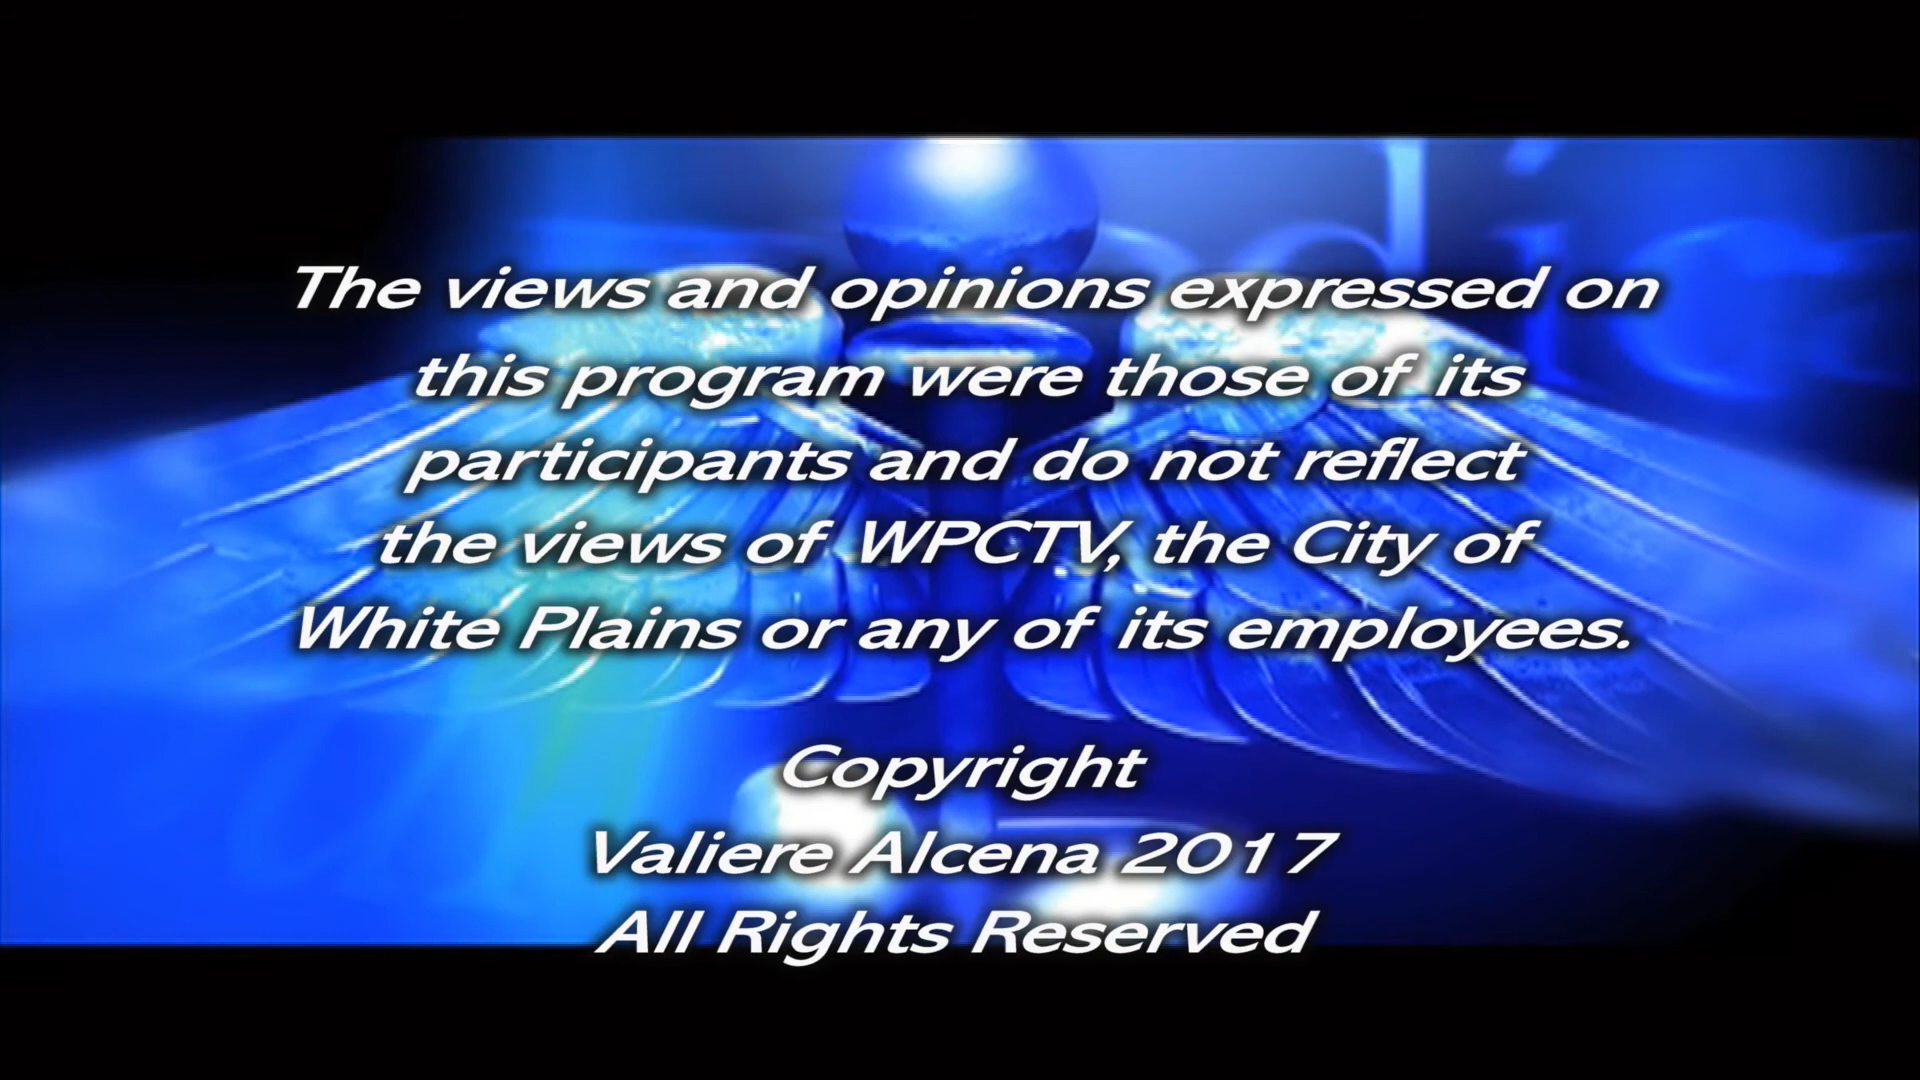 The views and opinions expressed on
this program were those of its
participants and do not reflect
the views of WPCTV, the City of
White Plains or any of its employees.
Copyright
Valiere Alcena 2017
All Rights Reserved